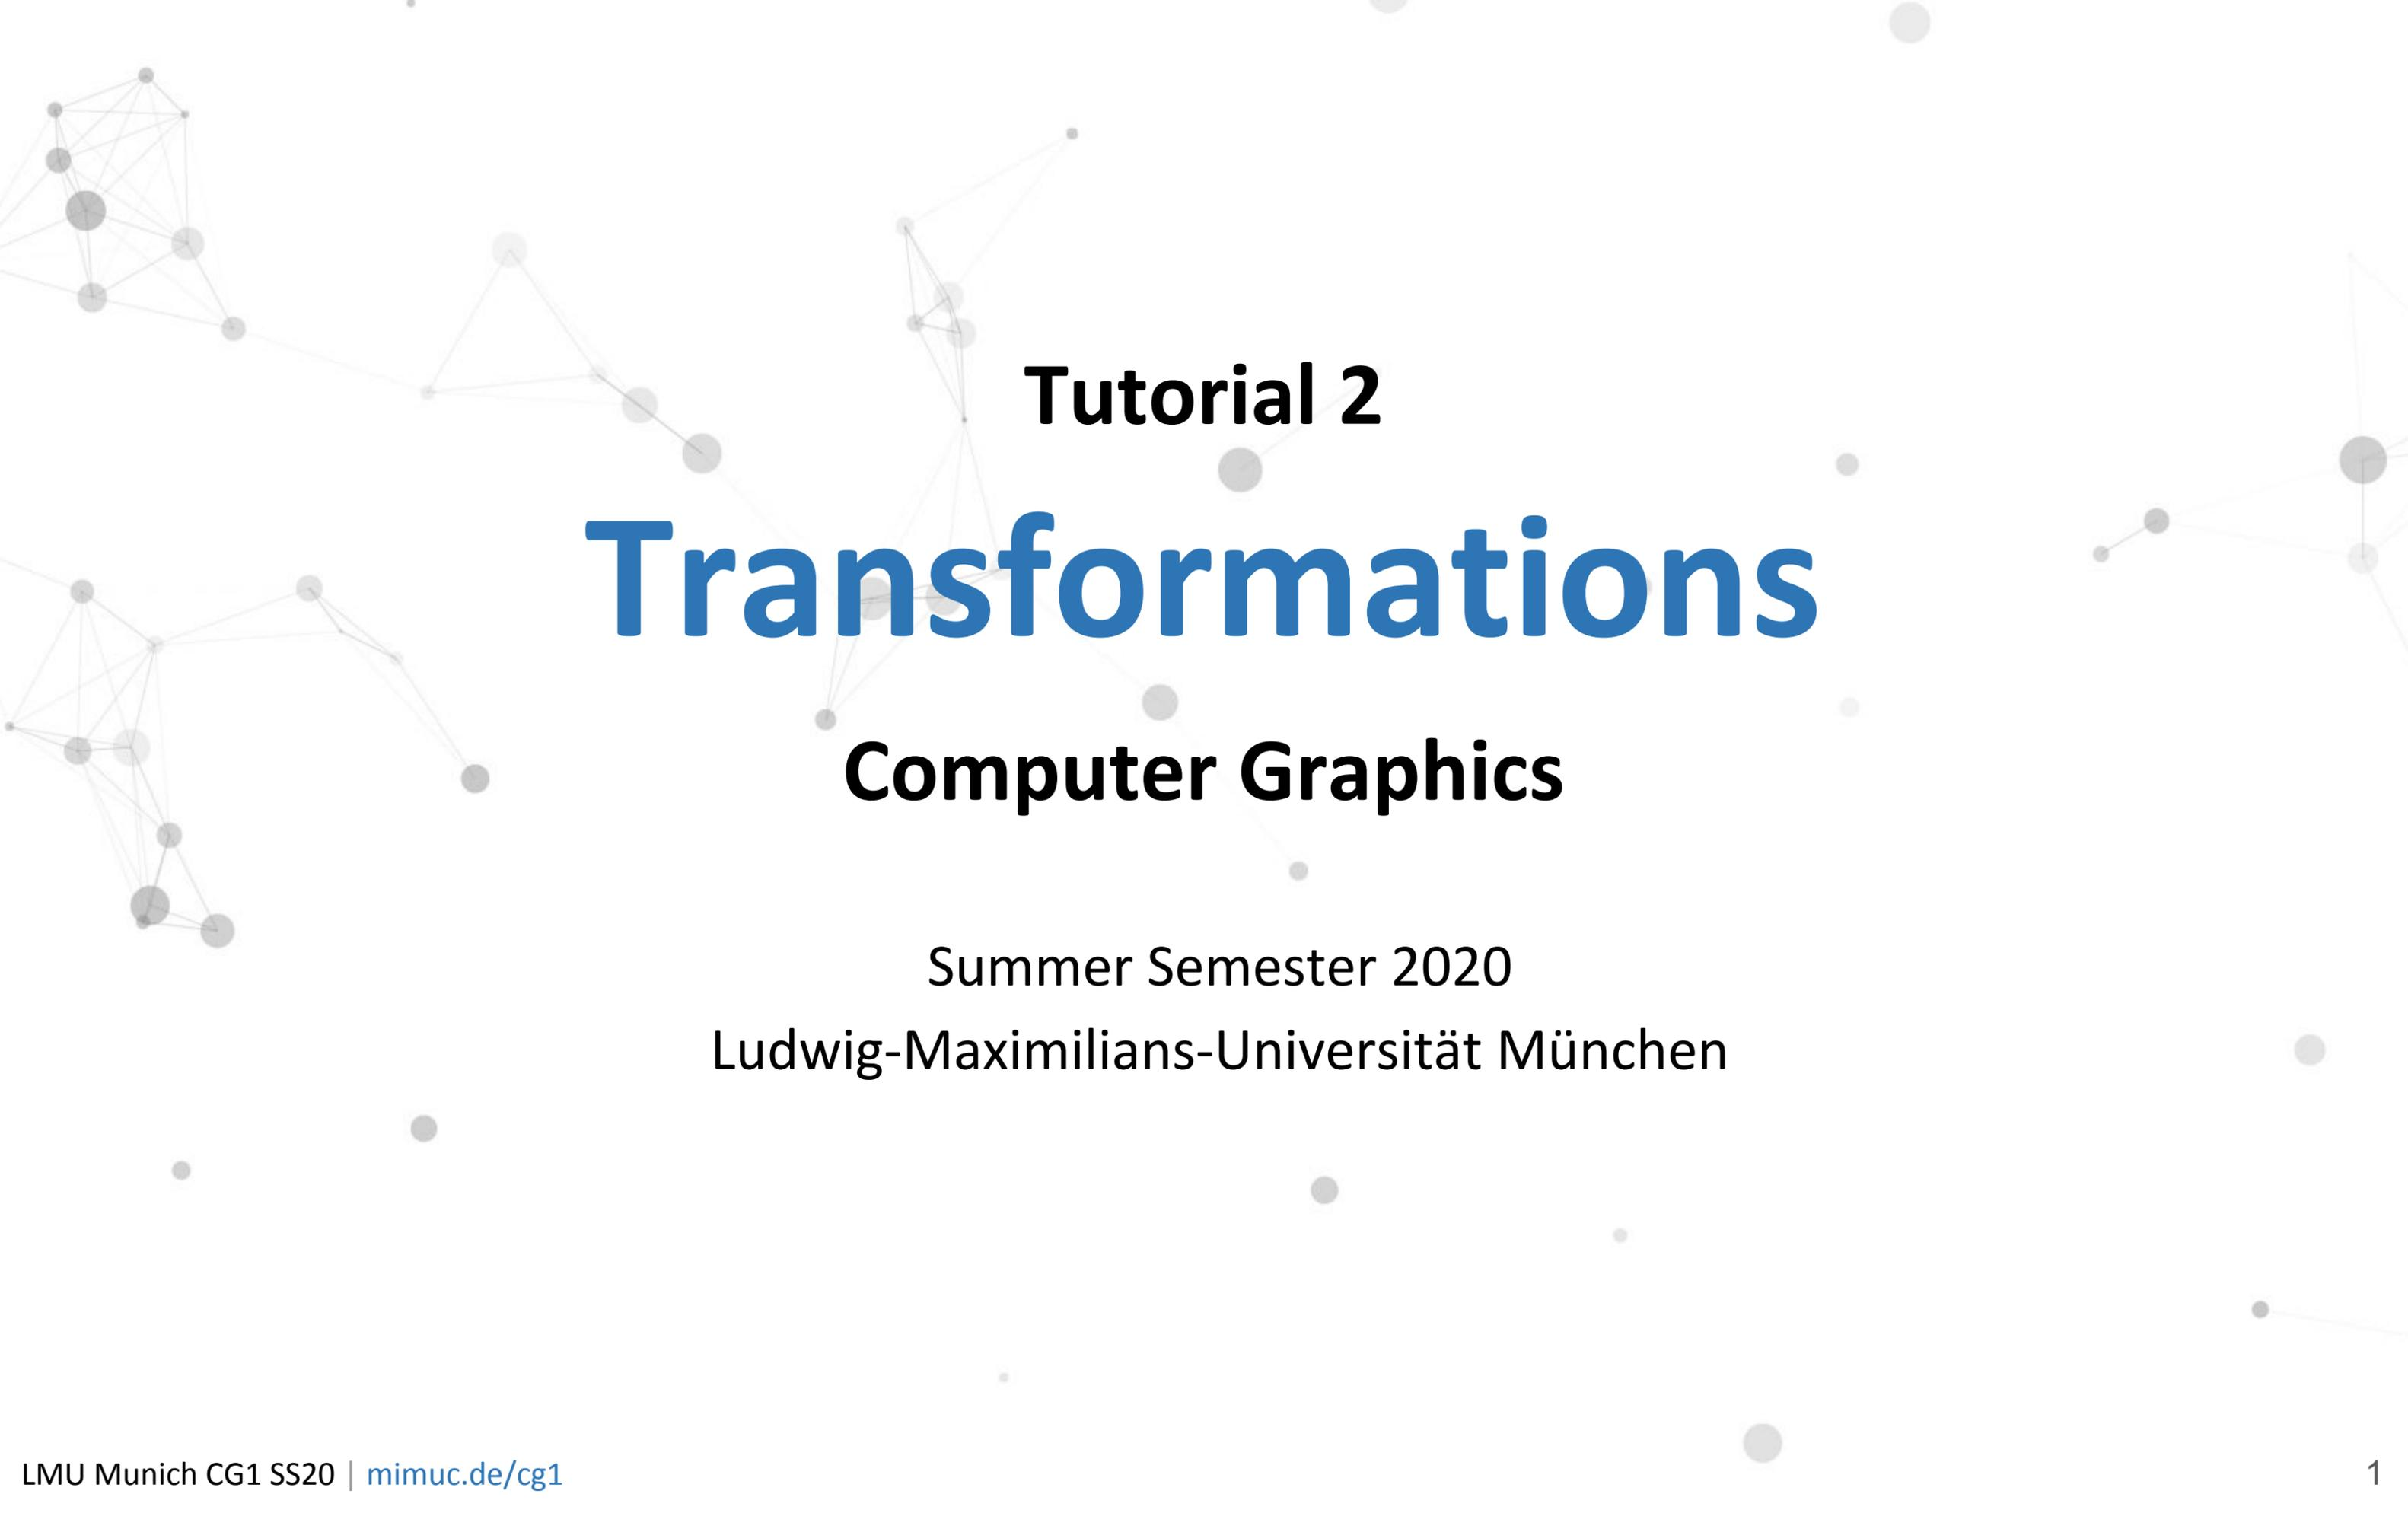 Tutorial 2
Transformations
Computer Graphics
Summer Semester 2020
Ludwig-Maximilians-Universität München
LMU Munich CG1 SS20 | mimuc.de/cg1
1